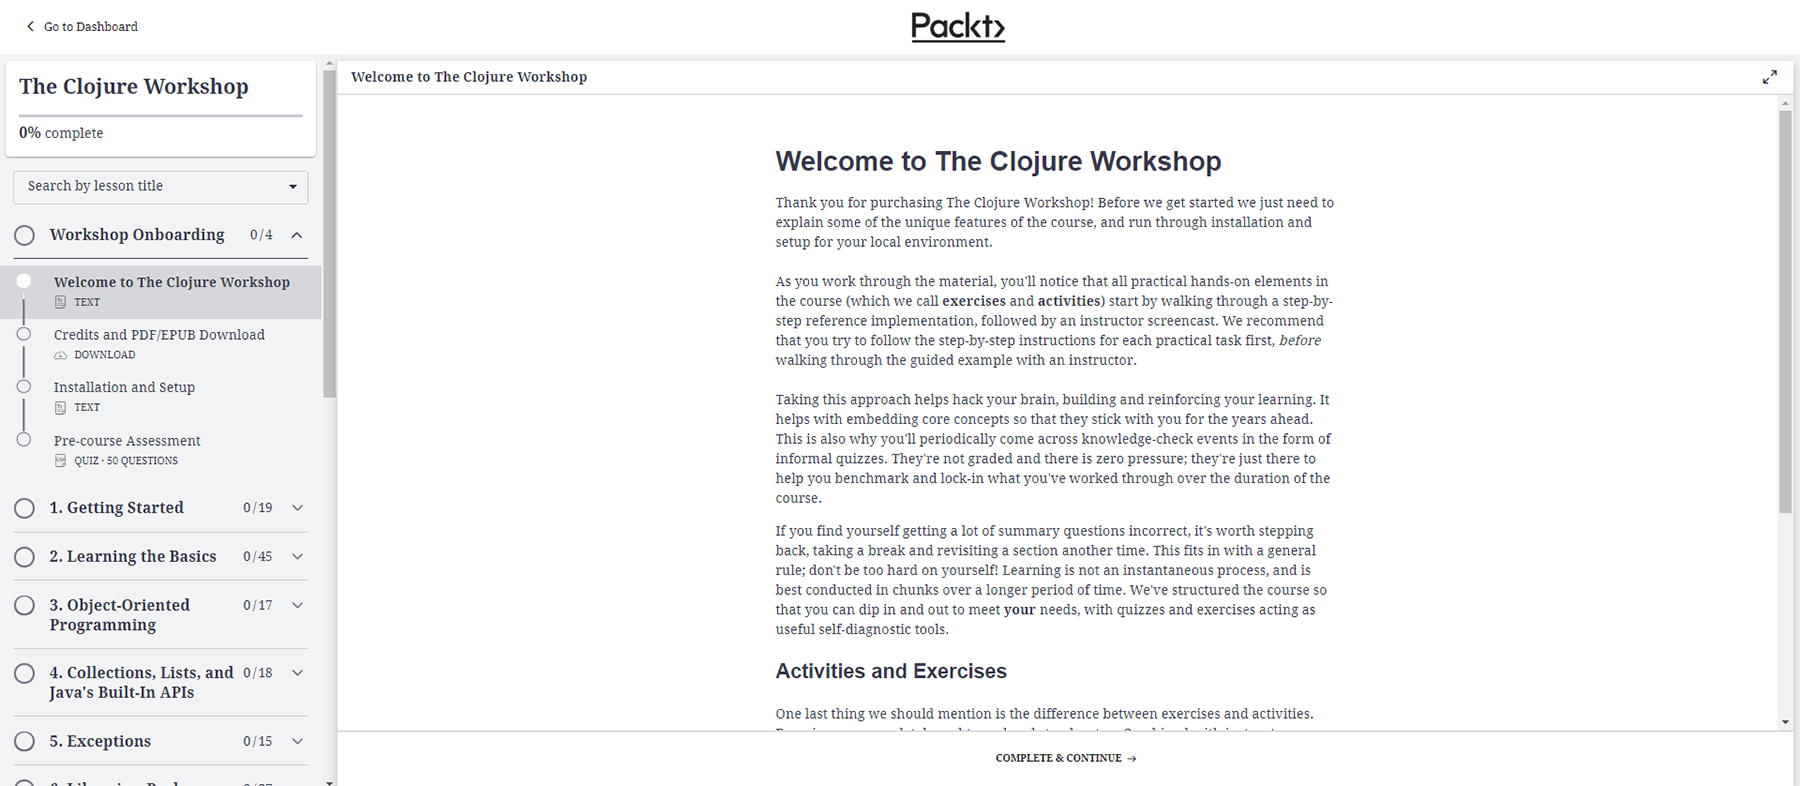 Go to Dashboard
Packt
The Clojure Workshop
0% complete
Search by lesson title
Workshop Onboarding 0/4
Welcome to The Clojure Workshop
TEXT
Credits and PDF/EPUB Download
DOWNLOAD
Installation and Setup
TEXT
Pre-course Assessment
QUIZ · 50 QUESTIONS
1. Getting Started 0/19
2. Learning the Basics 0/45
3. Object-Oriented 0/17
Programming
4. Collections, Lists, and 0/18
Java's Built-In APIs
5. Exceptions 0/15
Welcome to The Clojure Workshop
Welcome to The Clojure Workshop
Thank you for purchasing The Clojure Workshop! Before we get started we just need to
explain some of the unique features of the course, and run through installation and
setup for your local environment.
As you work through the material, you'll notice that all practical hands-on elements in
the course (which we call exercises and activities) start by walking through a step-by-
step reference implementation, followed by an instructor screencast. We recommend
that you try to follow the step-by-step instructions for each practical task first, before
walking through the guided example with an instructor.
Taking this approach helps hack your brain, building and reinforcing your learning. It
helps with embedding core concepts so that they stick with you for the years ahead.
This is also why you'll periodically come across knowledge-check events in the form of
informal quizzes. They're not graded and there is zero pressure; they're just there to
help you benchmark and lock-in what you've worked through over the duration of the
course.
If you find yourself getting a lot of summary questions incorrect, it's worth stepping
back, taking a break and revisiting a section another time. This fits in with a general
rule; don't be too hard on yourself! Learning is not an instantaneous process, and is
best conducted in chunks over a longer period of time. We've structured the course so
that you can dip in and out to meet your needs, with quizzes and exercises acting as
useful self-diagnostic tools.
Activities and Exercises
One last thing we should mention is the difference between exercises and activities.
COMPLETE & CONTINUE →